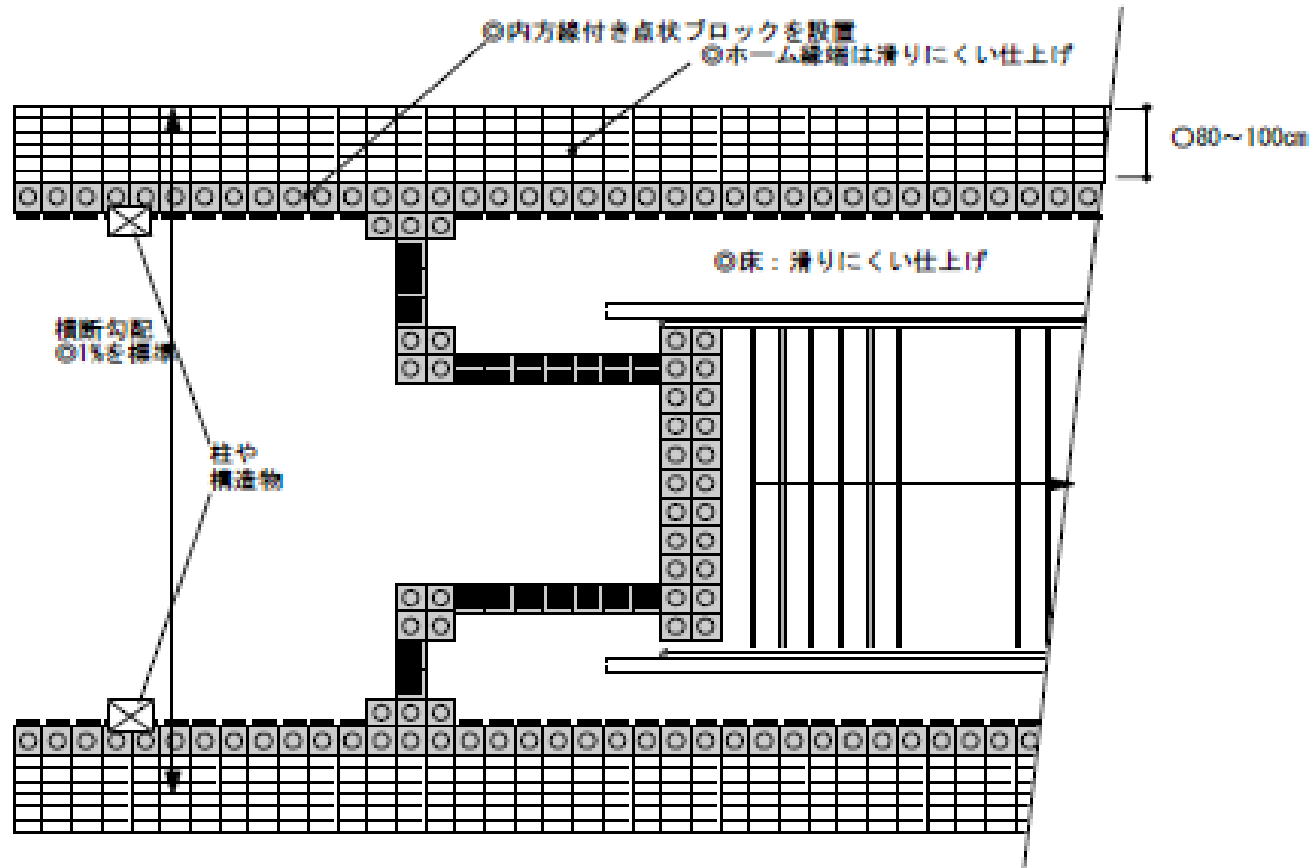 ◎内方線付き点状ブロックを設置
◎ホーム縁端は滑りにくい仕上げ
○80~100cm
◎床：滑りにくい仕上げ
横断勾配
◎1%を標準
柱や
構造物